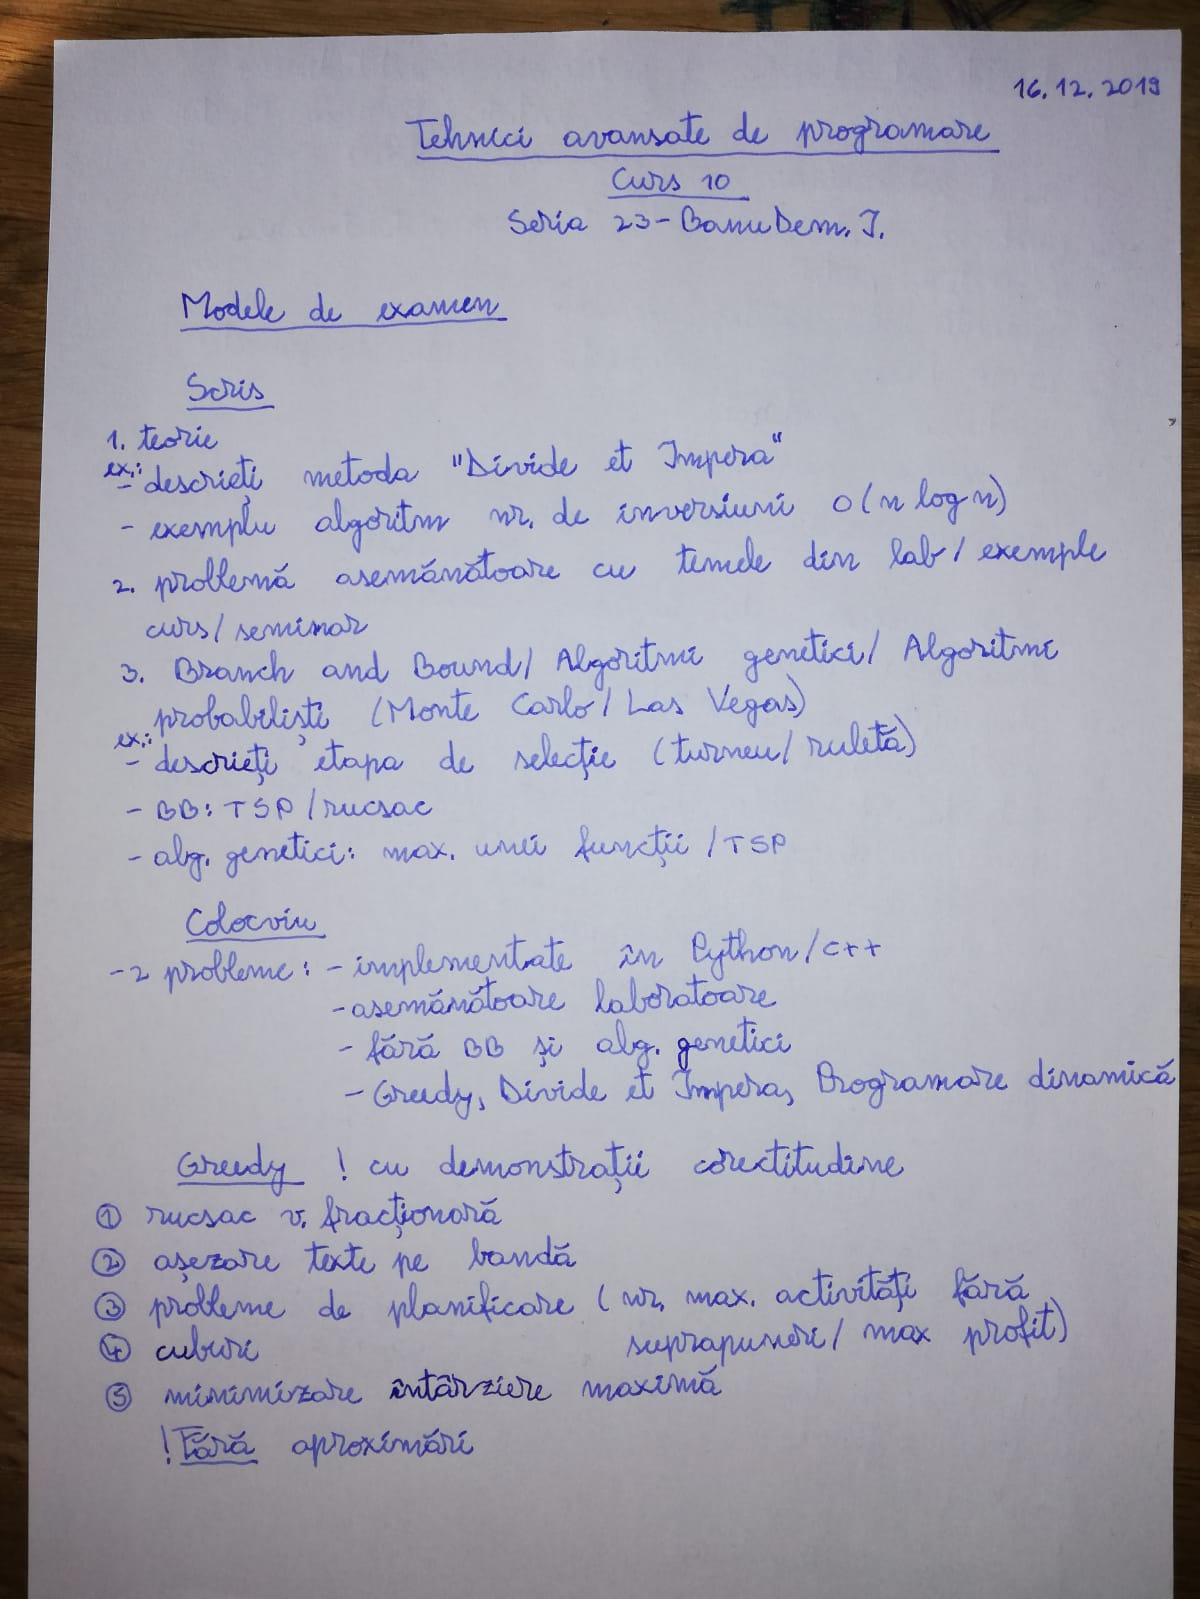 16.12.2019
Tehnici avansate de programare
Curs 10
Seria 23 - Banu Dem. I.
Modele de examen
Scris
1. teorie
ex.:
- descrieți metoda "Divide et Impera"
- exemplu algoritm nr. de inversiuni O(n log n)
2. problemă asemănătoare cu temele din lab / exemple
curs / seminar
3. Branch and Bound / Algoritmi genetici / Algoritmi
probabiliști (Monte Carlo / Las Vegas)
ex.:
- descrieți etapa de selecție (turneu / ruletă)
- BB: TSP / rucsac
- alg. genetici: max. unei funcții / TSP
Colocviu
- 2 probleme: - implementate în Python / C++
- asemănătoare laboratoare
- fără BB și alg. genetici
- Greedy, Divide et Impera, Programare dinamică
Greedy ! cu demonstrații corectitudine
① rucsac v. fracționară
② așezare texte pe bandă
③ probleme de planificare (nr. max. activități fără
suprapuneri / max profit)
④ cuburi
⑤ minimizare întârziere maximă
! Fără aproximări